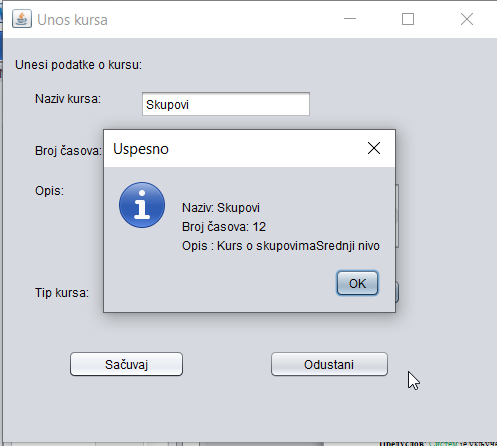 Unos kursa
Unesi podatke o kursu:
Naziv kursa:
Skupovi
Broj časova:
Opis:
Uspesno
Naziv: Skupovi
Broj časova: 12
Opis : Kurs o skupovimaSrednji nivo
OK
Tip kursa:
Sačuvaj
Odustani